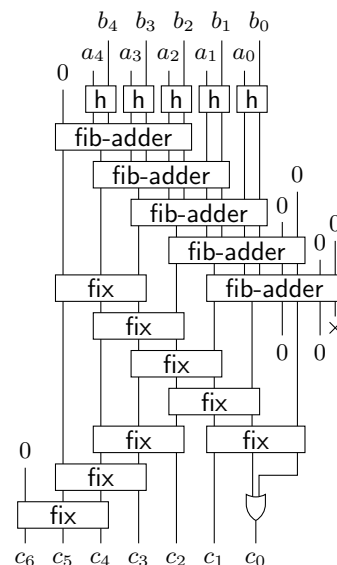 b₄ b₃ b₂ b₁ b₀
a₄ a₃ a₂ a₁ a₀
0
h h h h h
fib-adder
fib-adder
0
fib-adder
0
0
fib-adder
0
fib-adder
fix
×
fix
0 0
fix
fix
fix fix
0
fix
fix
c₆ c₅ c₄ c₃ c₂ c₁ c₀